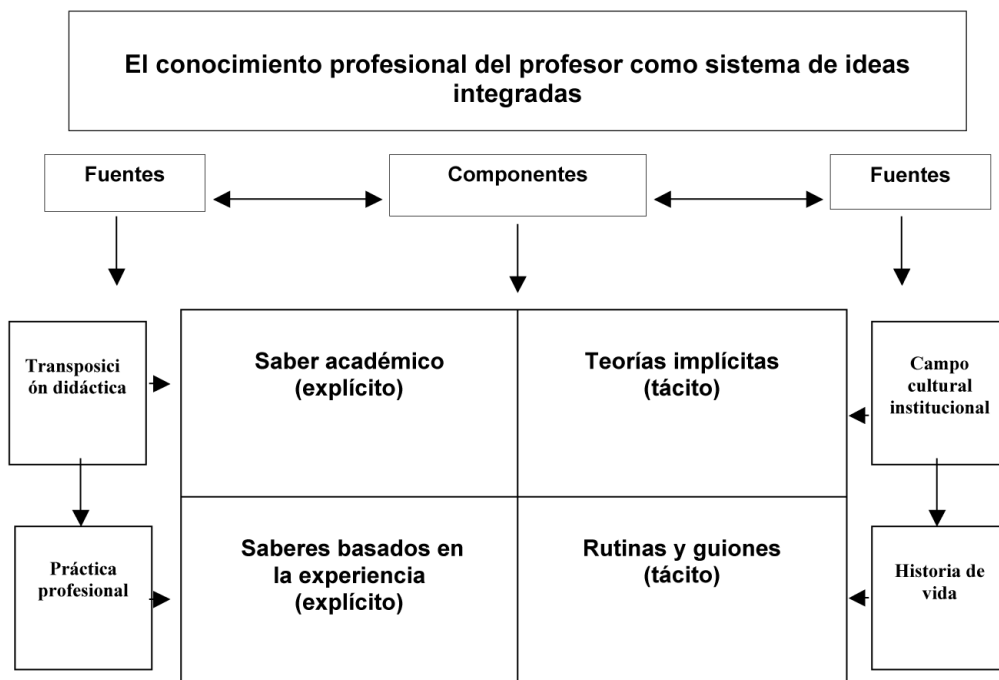 El conocimiento profesional del profesor como sistema de ideas
integradas
Fuentes
Componentes
Fuentes
Transposici
ón didáctica
Saber académico
(explícito)
Teorías implícitas
(tácito)
Campo
cultural
institucional
Práctica
profesional
Saberes basados en
la experiencia
(explícito)
Rutinas y guiones
(tácito)
Historia de
vida